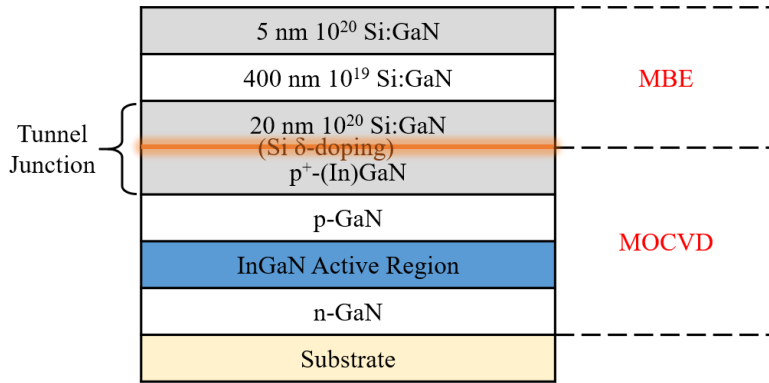 5 nm 10²⁰ Si:GaN
400 nm 10¹⁹ Si:GaN
MBE
20 nm 10²⁰ Si:GaN
(Si δ-doping)
Tunnel
Junction
p⁺-(In)GaN
p-GaN
MOCVD
InGaN Active Region
n-GaN
Substrate